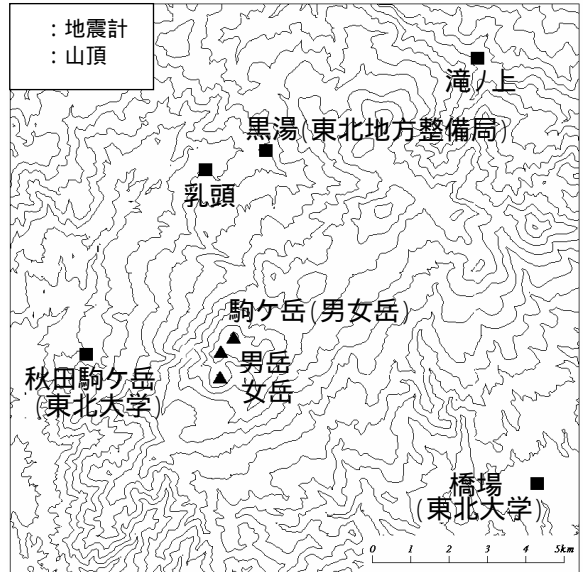 ：地震計
：山頂
滝ノ上
黒湯(東北地方整備局)
乳頭
駒ケ岳(男女岳)
男岳
女岳
秋田駒ケ岳
(東北大学)
橋場
(東北大学)
0 1 2 3 4 5km